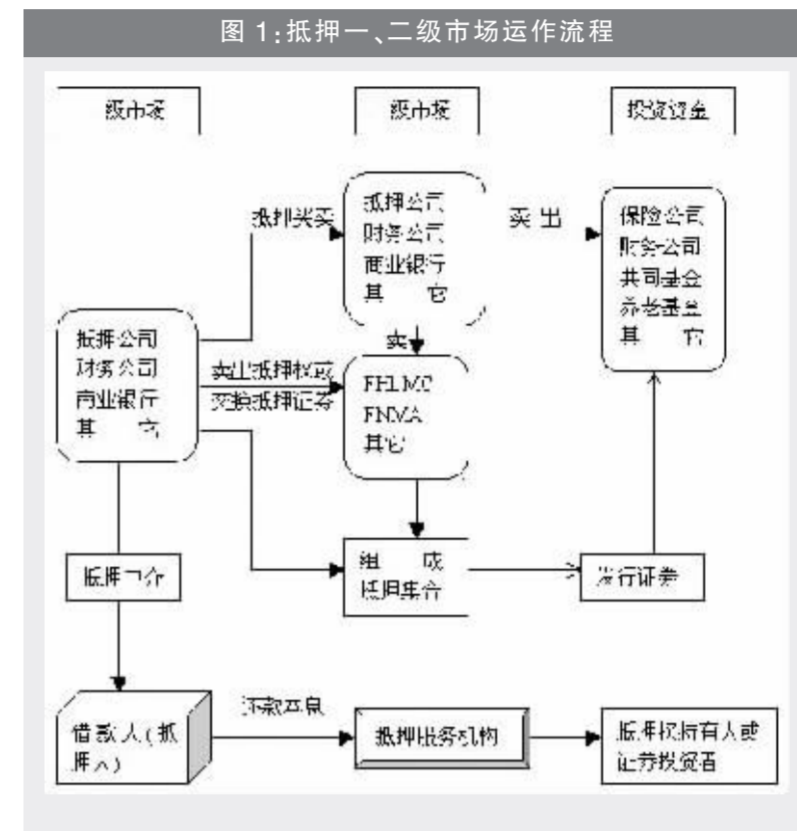 图 1:抵押一、二级市场运作流程
级市场
级市场
投资资金
抵押公司
财务公司
商业银行
其 它
抵押买卖
抵押公司
财务公司
商业银行
其 它
卖 出
保险公司
财务公司
共同基金
养老基金
其 它
卖
卖出抵押权或
交换抵押证券
FHLMC
FNMA
其它
抵押中介
组 成
抵押集合
发行证券
借款人(抵
押人)
还款本息
抵押服务机构
抵押权持有人或
证券投资者